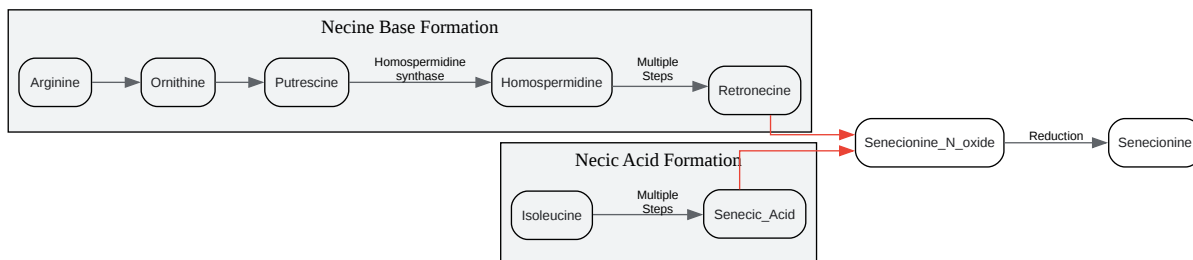 Necine Base Formation
Arginine
Ornithine
Putrescine
Homospermidine
synthase
Homospermidine
Multiple
Steps
Retronecine
Senecionine_N_oxide
Reduction
Senecionine
Necic Acid Formation
Isoleucine
Multiple
Steps
Senecic_Acid